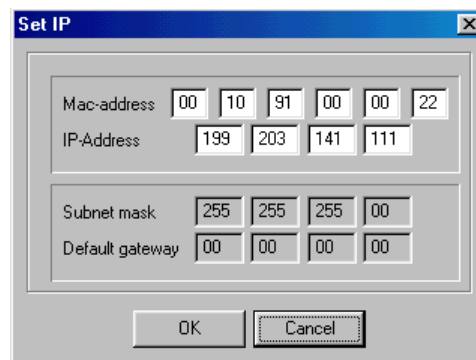 Set IP
Mac-address 00 10 91 00 00 22
IP-Address 199 203 141 111
Subnet mask 255 255 255 00
Default gateway 00 00 00 00
OK Cancel